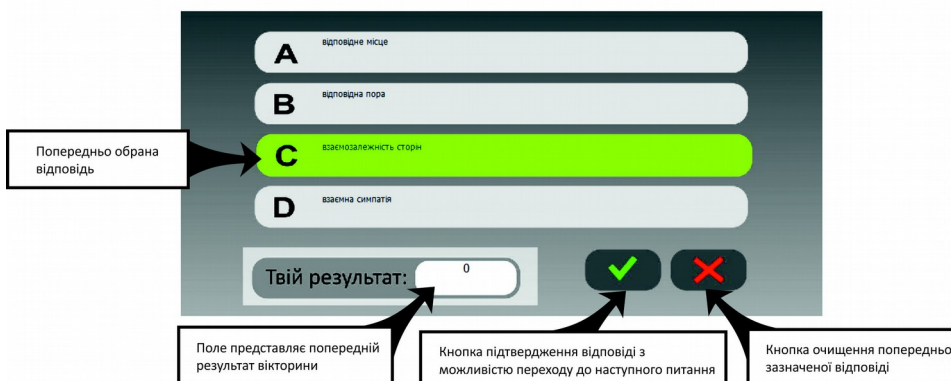 A відповідне місце
B відповідна пора
C взаємозалежність сторін
D взаємна симпатія
Попередньо обрана
відповідь
Твій результат: 0
Поле представляє попередній
результат вікторини
Кнопка підтвердження відповіді з
можливістю переходу до наступного питання
Кнопка очищення попередньо
зазначеної відповіді